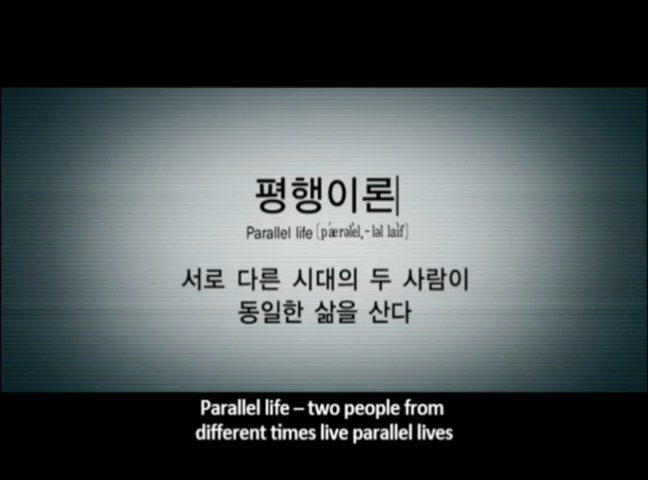 평행이론
Parallel life [pǽrəlèl,-ləl laìf]
서로 다른 시대의 두 사람이
동일한 삶을 산다
Parallel life – two people from
different times live parallel lives